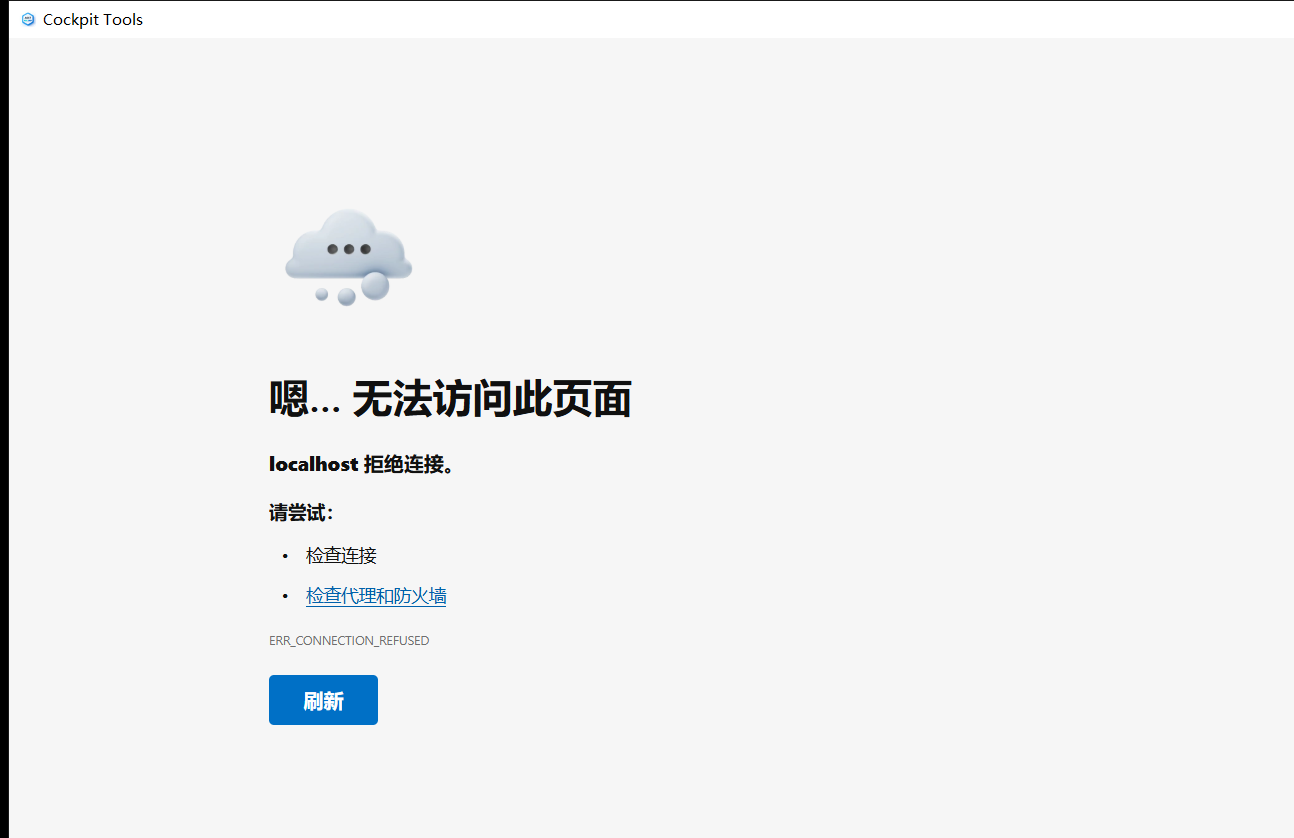 Cockpit Tools
嗯… 无法访问此页面
localhost 拒绝连接。
请尝试：
• 检查连接
• 检查代理和防火墙
ERR_CONNECTION_REFUSED
刷新